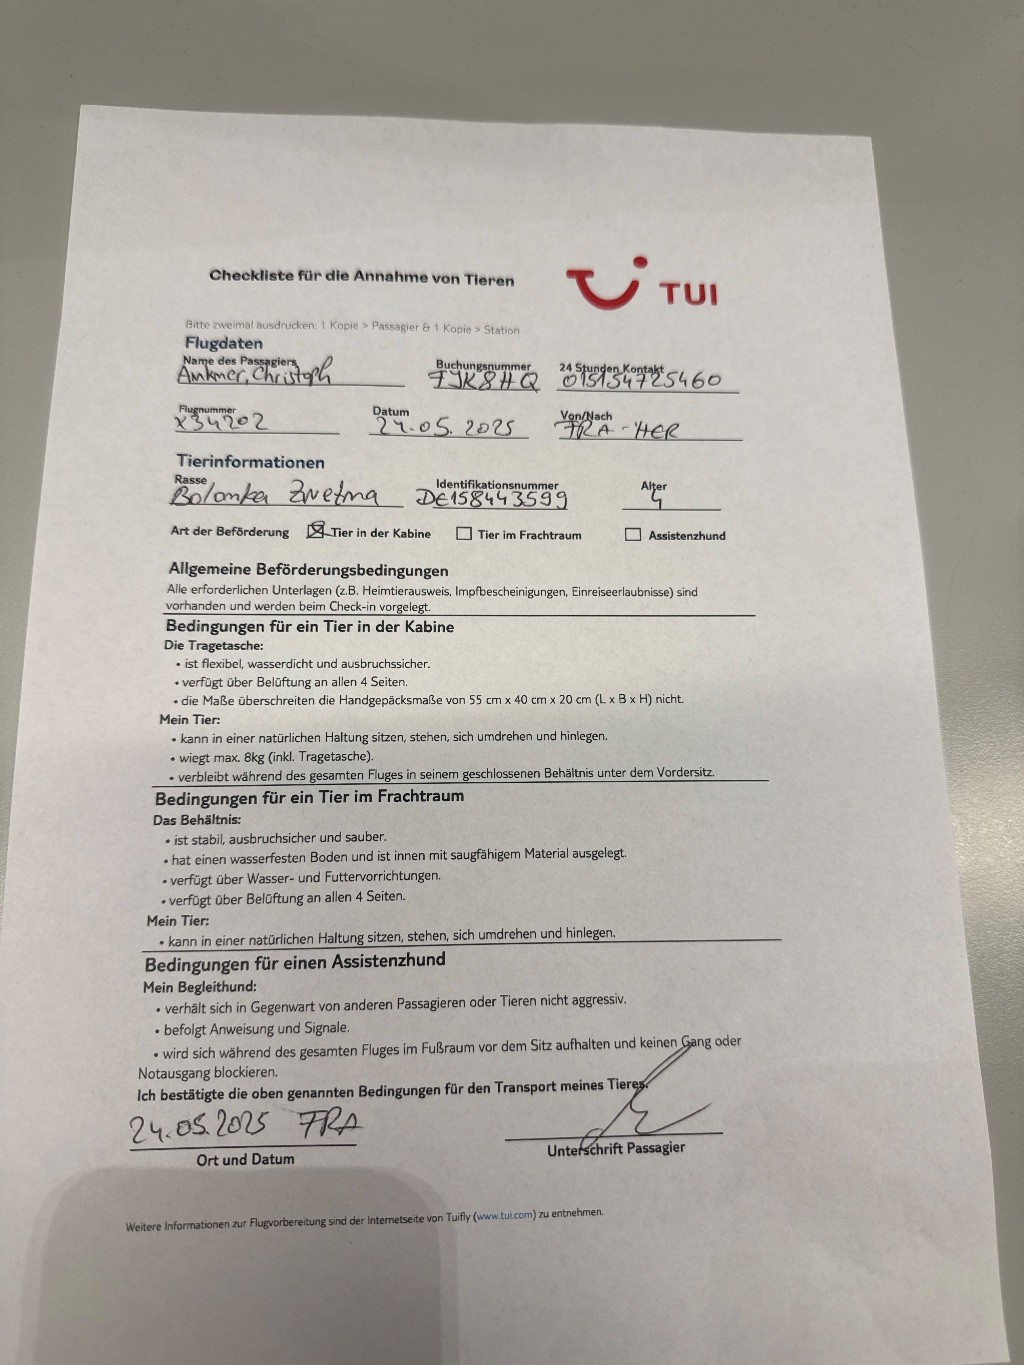 Checkliste für die Annahme von Tieren
TUI
Bitte zweimal ausdrucken: 1 Kopie > Passagier & 1 Kopie > Station
Flugdaten
Name des Passagiers Buchungsnummer 24 Stunden Kontakt
Christoph 015154725460
Flugnummer Datum Von/Nach
X34202 24.05.2025 FRA-HER
Tierinformationen
Rasse Identifikationsnummer Alter
Bolonka Zwetna DE158443599 4
Art der Beförderung Tier in der Kabine Tier im Frachtraum Assistenzhund
Allgemeine Beförderungsbedingungen
Alle erforderlichen Unterlagen (z.B. Heimtierausweis, Impfbescheinigungen, Einreiseerlaubnisse) sind
vorhanden und werden beim Check-in vorgelegt.
Bedingungen für ein Tier in der Kabine
Die Tragetasche:
• ist flexibel, wasserdicht und ausbruchssicher.
• verfügt über Belüftung an allen 4 Seiten.
• die Maße überschreiten die Handgepäcksmaße von 55 cm x 40 cm x 20 cm (L x B x H) nicht.
Mein Tier:
• kann in einer natürlichen Haltung sitzen, stehen, sich umdrehen und hinlegen.
• wiegt max. 8kg (inkl. Tragetasche).
• verbleibt während des gesamten Fluges in seinem geschlossenen Behältnis unter dem Vordersitz.
Bedingungen für ein Tier im Frachtraum
Das Behältnis:
• ist stabil, ausbruchsicher und sauber.
• hat einen wasserfesten Boden und ist innen mit saugfähigem Material ausgelegt.
• verfügt über Wasser- und Futtervorrichtungen.
• verfügt über Belüftung an allen 4 Seiten.
Mein Tier:
• kann in einer natürlichen Haltung sitzen, stehen, sich umdrehen und hinlegen.
Bedingungen für einen Assistenzhund
Mein Begleithund:
• verhält sich in Gegenwart von anderen Passagieren oder Tieren nicht aggressiv.
• befolgt Anweisung und Signale.
• wird sich während des gesamten Fluges im Fußraum vor dem Sitz aufhalten und keinen Gang oder
Notausgang blockieren.
Ich bestätigte die oben genannten Bedingungen für den Transport meines Tieres.
24.05.2025 FRA
Ort und Datum Unterschrift Passagier
Weitere Informationen zur Flugvorbereitung sind der Internetseite von Tuifly (www.tui.com) zu entnehmen.